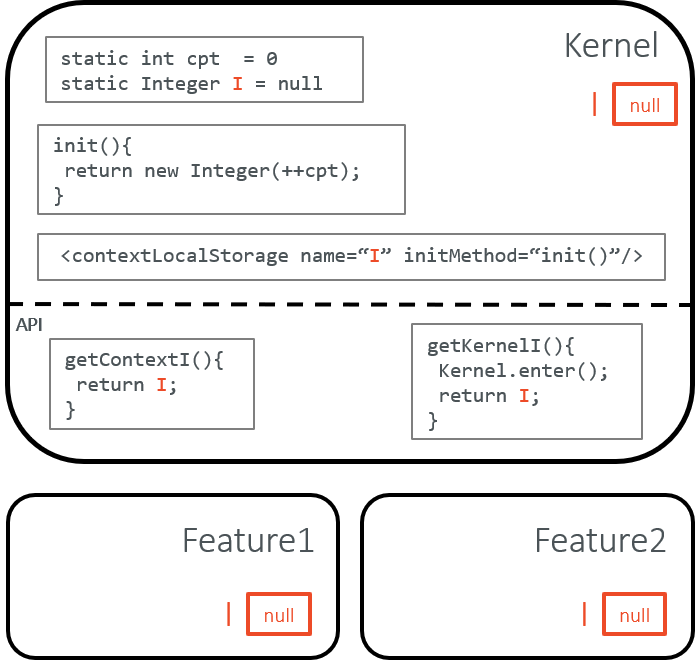 Kernel
static int cpt  = 0
static Integer I = null
I null
init(){
 return new Integer(++cpt);
}
<contextLocalStorage name=“I” initMethod=“init()”/>
API
getContextI(){
 return I;
}
getKernelI(){
 Kernel.enter();
 return I;
}
Feature1
I null
Feature2
I null